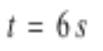 t = 6 s